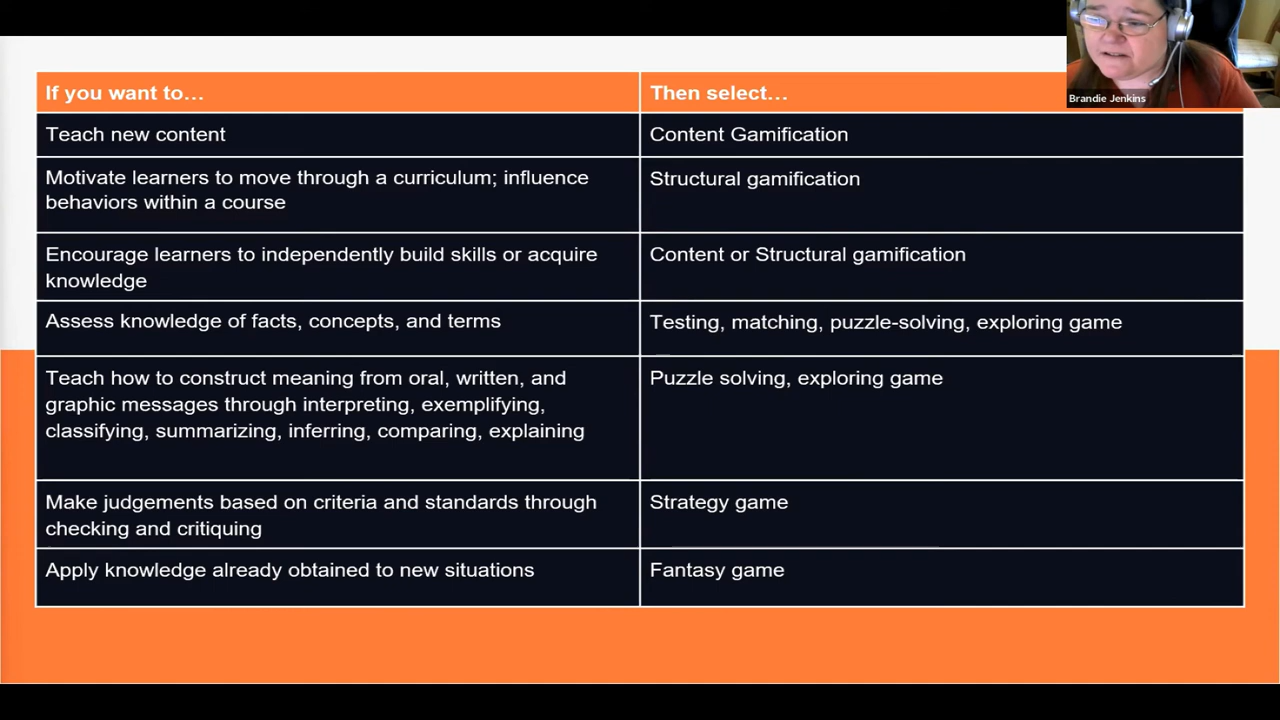 If you want to...
Then select...
Teach new content
Content Gamification
Motivate learners to move through a curriculum; influence
behaviors within a course
Structural gamification
Encourage learners to independently build skills or acquire
knowledge
Content or Structural gamification
Assess knowledge of facts, concepts, and terms
Testing, matching, puzzle-solving, exploring game
Teach how to construct meaning from oral, written, and
graphic messages through interpreting, exemplifying,
classifying, summarizing, inferring, comparing, explaining
Puzzle solving, exploring game
Make judgements based on criteria and standards through
checking and critiquing
Strategy game
Apply knowledge already obtained to new situations
Fantasy game
Brandie Jenkins